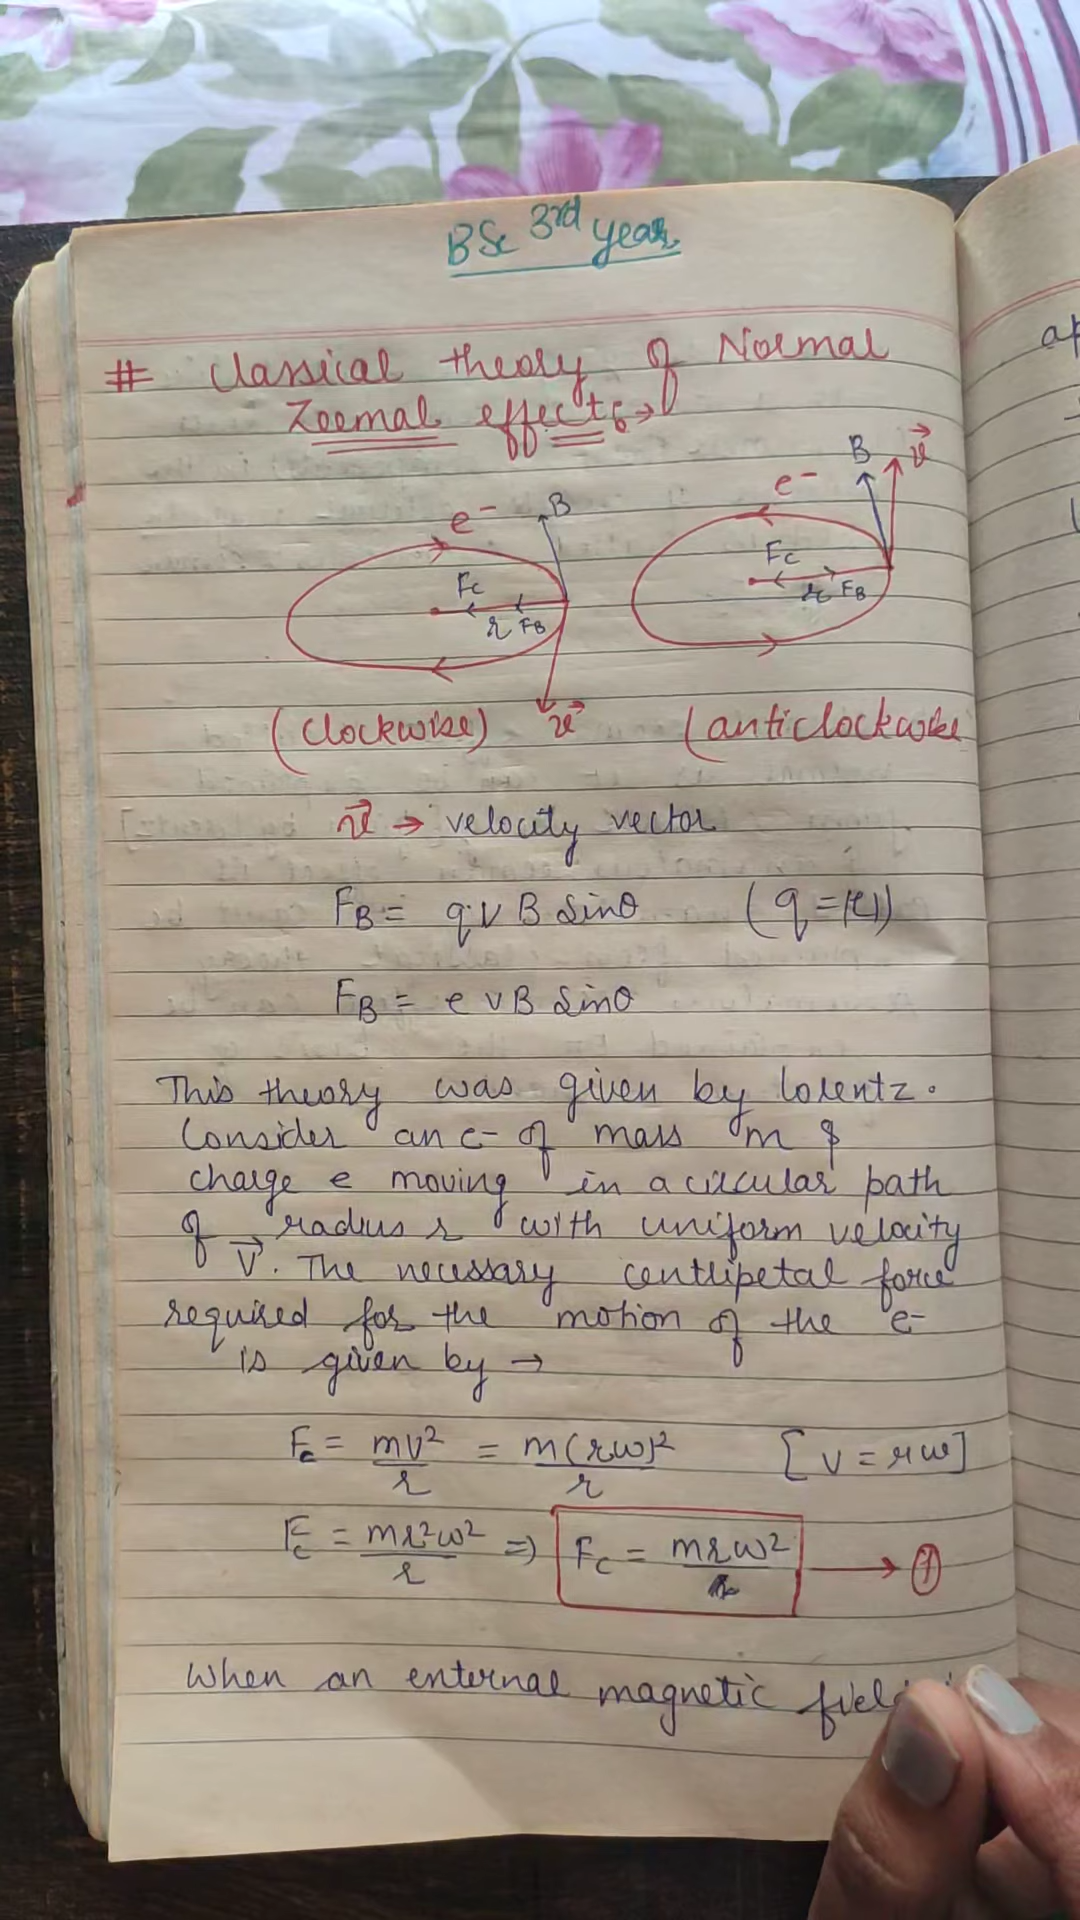 BSc 3rd year
# Classical theory of Normal
Zeemal effect :→
e- B
Fc
r FB
(clockwise) v⃗
B v⃗
e-
Fc
r FB
(anticlockwise
v⃗ → velocity vector
FB = qvB Sinθ (q = |e|)
FB = evB Sinθ
This theory was given by Lorentz.
Consider an e- of mass m &
charge e moving in a circular path
of radius r with uniform velocity
V⃗. The necessary centripetal force
required for the motion of the e-
is given by →
Fc = mv²/r = m(rω)²/r [v = rω]
Fc = mr²ω²/r => Fc = mrω² → ①
When an enternal magnetic field
ap